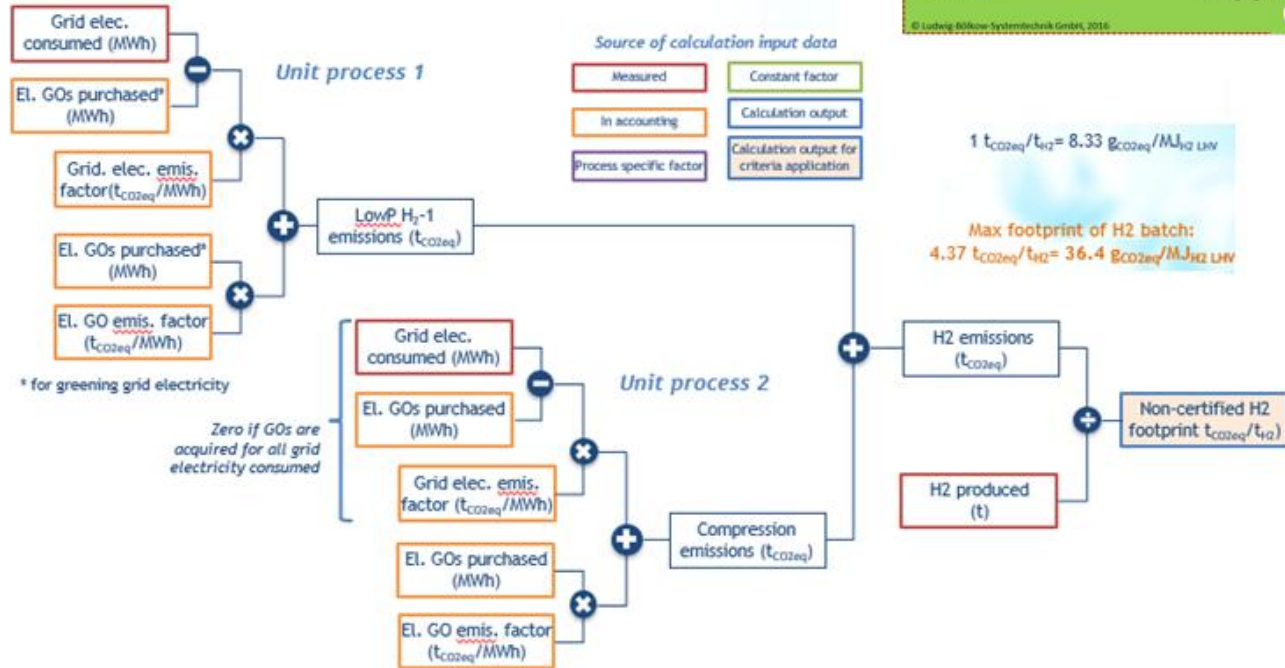 © Ludwig-Bölkow-Systemtechnik GmbH, 2016
Grid elec.
consumed (MWh)
El. GOs purchased*
(MWh)
Unit process 1
Grid. elec. emis.
factor(tCO2eq/MWh)
El. GOs purchased*
(MWh)
El. GO emis. factor
(tCO2eq/MWh)
* for greening grid electricity
LowP H2-1
emissions (tCO2eq)
Source of calculation input data
Measured
Constant factor
In accounting
Calculation output
Process specific factor
Calculation output for
criteria application
1 tCO2eq/tH2= 8.33 gCO2eq/MJH2 LHV
Max footprint of H2 batch:
4.37 tCO2eq/tH2= 36.4 gCO2eq/MJH2 LHV
Zero if GOs are
acquired for all grid
electricity consumed
Grid elec.
consumed (MWh)
El. GOs purchased
(MWh)
Unit process 2
Grid elec. emis.
factor (tCO2eq/MWh)
El. GOs purchased
(MWh)
El. GO emis. factor
(tCO2eq/MWh)
Compression
emissions (tCO2eq)
H2 emissions
(tCO2eq)
H2 produced
(t)
Non-certified H2
footprint tCO2eq/tH2)